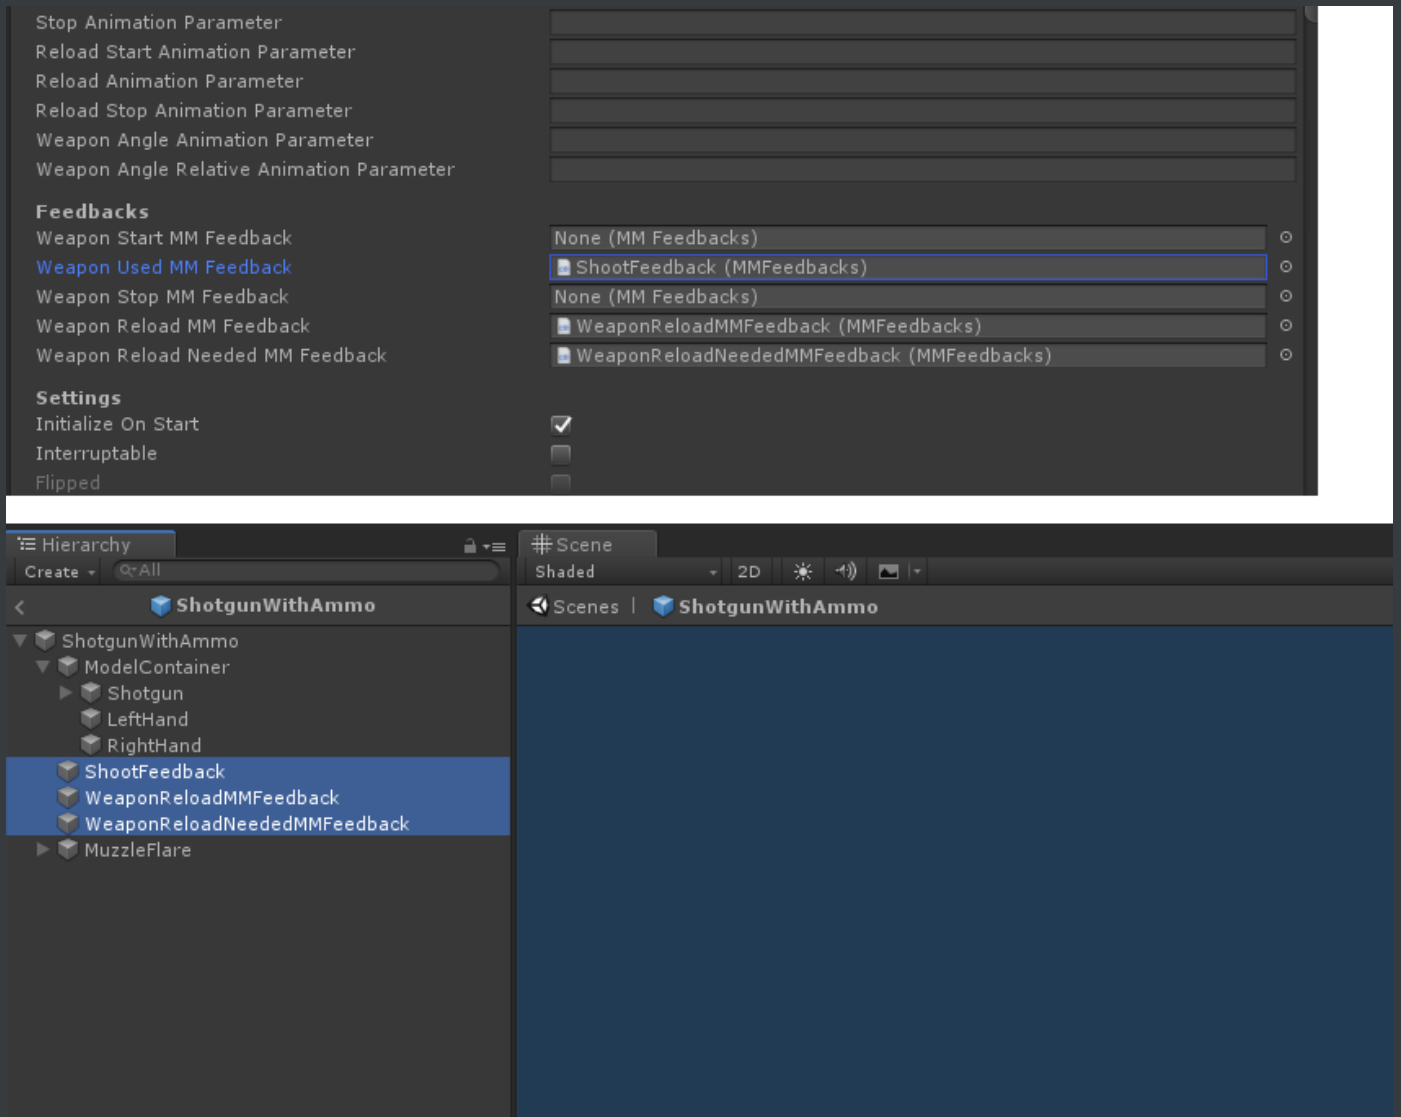 Stop Animation Parameter
Reload Start Animation Parameter
Reload Animation Parameter
Reload Stop Animation Parameter
Weapon Angle Animation Parameter
Weapon Angle Relative Animation Parameter
Feedbacks
Weapon Start MM Feedback None (MM Feedbacks)
Weapon Used MM Feedback ShootFeedback (MMFeedbacks)
Weapon Stop MM Feedback None (MM Feedbacks)
Weapon Reload MM Feedback WeaponReloadMMFeedback (MMFeedbacks)
Weapon Reload Needed MM Feedback WeaponReloadNeededMMFeedback (MMFeedbacks)
Settings
Initialize On Start
Interruptable
Flipped
Hierarchy
Create All
ShotgunWithAmmo
ShotgunWithAmmo
ModelContainer
Shotgun
LeftHand
RightHand
ShootFeedback
WeaponReloadMMFeedback
WeaponReloadNeededMMFeedback
MuzzleFlare
Scene
Shaded 2D
Scenes | ShotgunWithAmmo